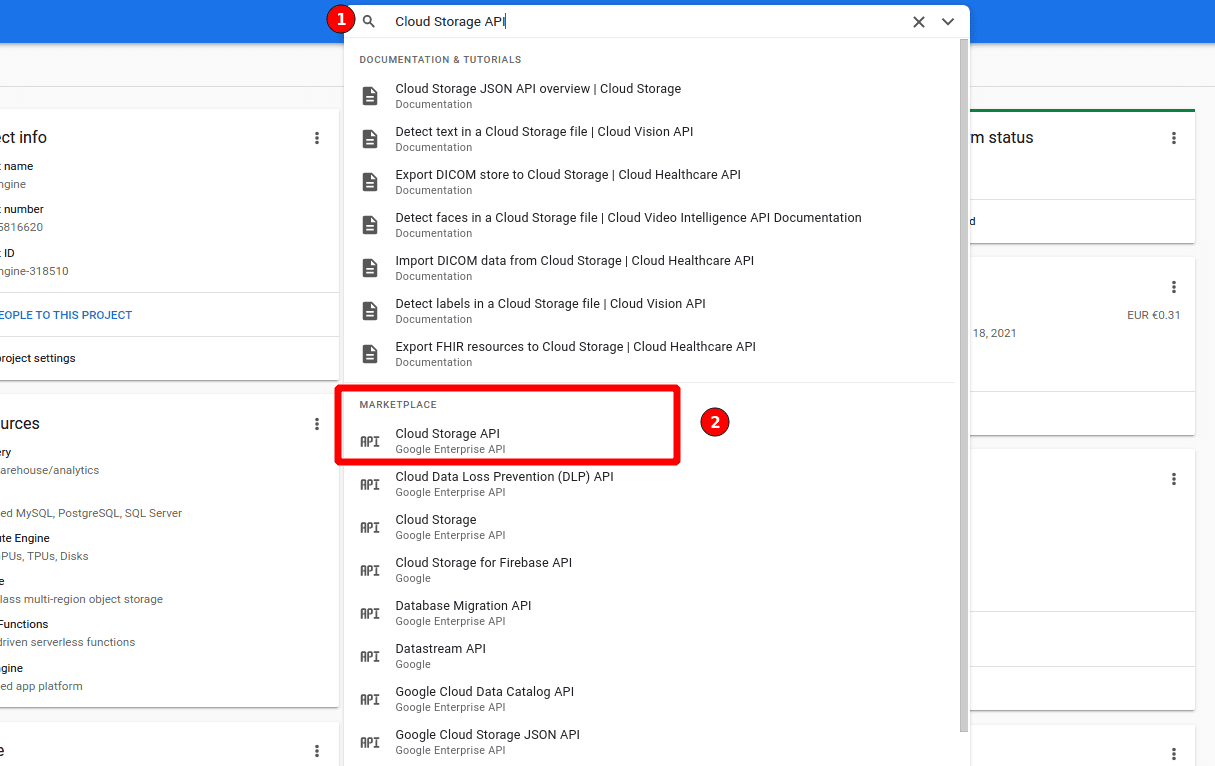 1
Cloud Storage API
DOCUMENTATION & TUTORIALS
Cloud Storage JSON API overview | Cloud Storage
Documentation
Detect text in a Cloud Storage file | Cloud Vision API
Documentation
Export DICOM store to Cloud Storage | Cloud Healthcare API
Documentation
Detect faces in a Cloud Storage file | Cloud Video Intelligence API Documentation
Documentation
Import DICOM data from Cloud Storage | Cloud Healthcare API
Documentation
Detect labels in a Cloud Storage file | Cloud Vision API
Documentation
Export FHIR resources to Cloud Storage | Cloud Healthcare API
Documentation
MARKETPLACE
2
API
Cloud Storage API
Google Enterprise API
API
Cloud Data Loss Prevention (DLP) API
Google Enterprise API
API
Cloud Storage
Google Enterprise API
API
Cloud Storage for Firebase API
Google
API
Database Migration API
Google Enterprise API
API
Datastream API
Google
API
Google Cloud Data Catalog API
Google Enterprise API
API
Google Cloud Storage JSON API
Google Enterprise API
ect info
t name
ngine
t number
5816620
t ID
ngine-318510
EOPLE TO THIS PROJECT
project settings
urces
ery
arehouse/analytics
ed MySQL, PostgreSQL, SQL Server
ute Engine
PUs, TPUs, Disks
e
lass multi-region object storage
Functions
driven serverless functions
ngine
ed app platform
e
m status
d
EUR €0.31
18, 2021